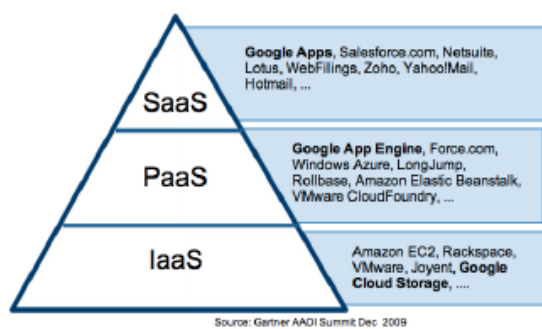 SaaS
Google Apps, Salesforce.com, Netsuite,
Lotus, WebFilings, Zoho, Yahoo!Mail,
Hotmail, ...
PaaS
Google App Engine, Force.com,
Windows Azure, LongJump,
Rollbase, Amazon Elastic Beanstalk,
VMware CloudFoundry, ...
IaaS
Amazon EC2, Rackspace,
VMware, Joyent, Google
Cloud Storage, ....
Source: Gartner AADI Summit Dec 2009